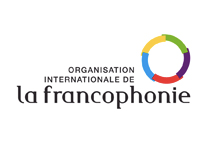 ORGANISATION
INTERNATIONALE DE
la francophonie